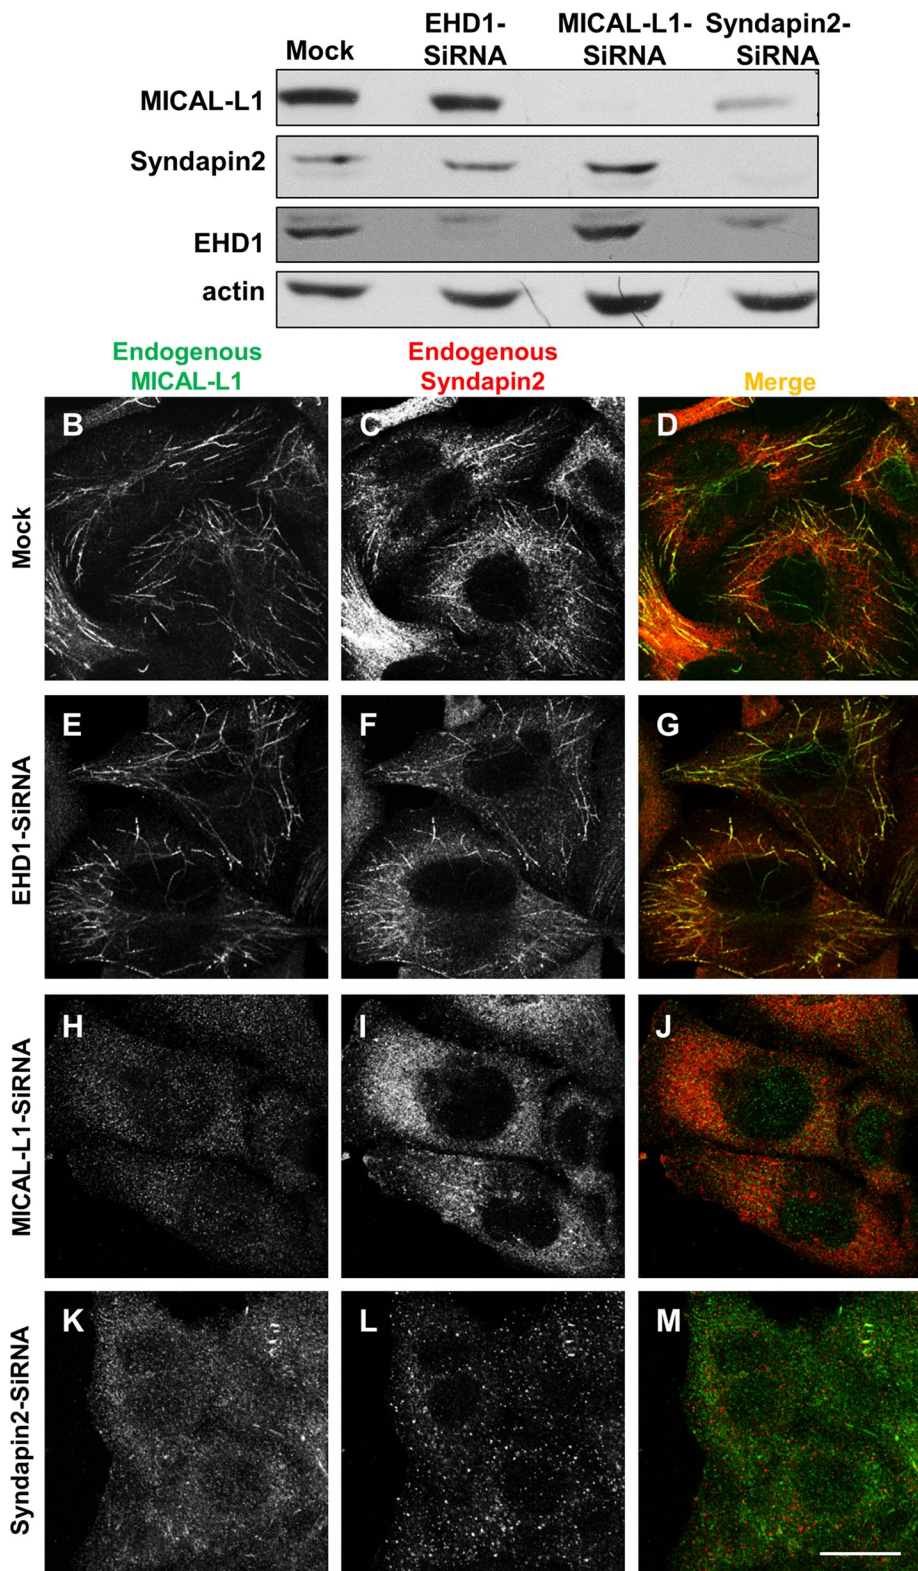 Mock
EHD1-
SiRNA
MICAL-L1-
SiRNA
Syndapin2-
SiRNA
MICAL-L1
Syndapin2
EHD1
actin
Endogenous
MICAL-L1
Endogenous
Syndapin2
Merge
Mock
B
C
D
EHD1-SiRNA
E
F
G
MICAL-L1-SiRNA
H
I
J
Syndapin2-SiRNA
K
L
M